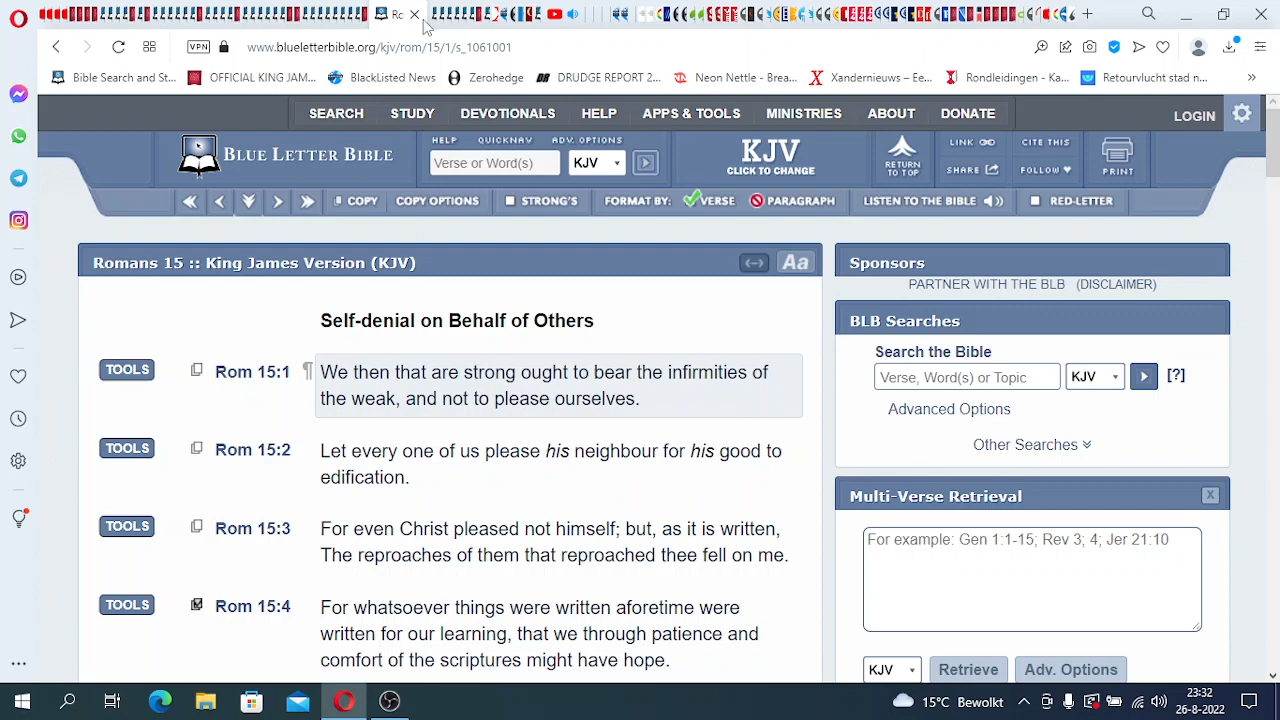 Rc
VPN
www.blueletterbible.org/kjv/rom/15/1/s_1061001
Bible Search and St...
OFFICIAL KING JAM...
BlackListed News
Zerohedge
DRUDGE REPORT 2...
Neon Nettle - Brea...
Xandernieuws – Ee...
Rondleidingen - Ka...
Retourvlucht stad n...
SEARCH
STUDY
DEVOTIONALS
HELP
APPS & TOOLS
MINISTRIES
ABOUT
DONATE
LOGIN
BLUE LETTER BIBLE
HELP
QUICKNAV
ADV. OPTIONS
Verse or Word(s)
KJV
KJV
CLICK TO CHANGE
RETURN
TO TOP
LINK
CITE THIS
SHARE
FOLLOW
PRINT
COPY
COPY OPTIONS
STRONG'S
FORMAT BY:
VERSE
PARAGRAPH
LISTEN TO THE BIBLE
RED-LETTER
Romans 15 :: King James Version (KJV)
Aa
Self-denial on Behalf of Others
TOOLS Rom 15:1 ¶ We then that are strong ought to bear the infirmities of
the weak, and not to please ourselves.
TOOLS Rom 15:2 Let every one of us please his neighbour for his good to
edification.
TOOLS Rom 15:3 For even Christ pleased not himself; but, as it is written,
The reproaches of them that reproached thee fell on me.
TOOLS Rom 15:4 For whatsoever things were written aforetime were
written for our learning, that we through patience and
comfort of the scriptures might have hope.
Sponsors
PARTNER WITH THE BLB (DISCLAIMER)
BLB Searches
Search the Bible
Verse, Word(s) or Topic
KJV
[?]
Advanced Options
Other Searches
Multi-Verse Retrieval
X
For example: Gen 1:1-15; Rev 3; 4; Jer 21:10
KJV
Retrieve
Adv. Options
15°C Bewolkt
23:32
26-8-2022